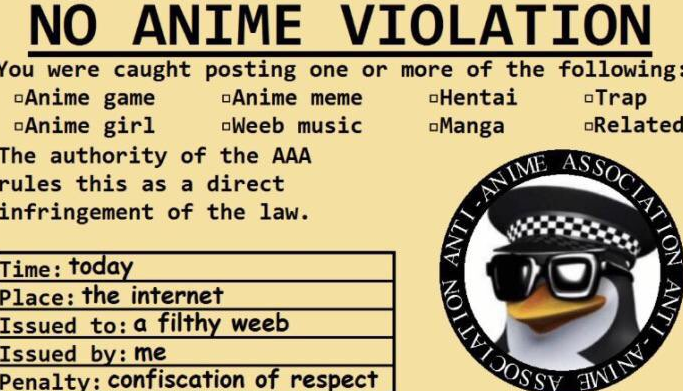 NO ANIME VIOLATION
You were caught posting one or more of the following:
▫Anime game ▫Anime meme ▫Hentai ▫Trap
▫Anime girl ▫Weeb music ▫Manga ▫Related
The authority of the AAA
rules this as a direct
infringement of the law.
ANTI-ANIME ASSOCIATION ANTI-ANIME ASSOCIATION
Time: today
Place: the internet
Issued to: a filthy weeb
Issued by: me
Penalty: confiscation of respect